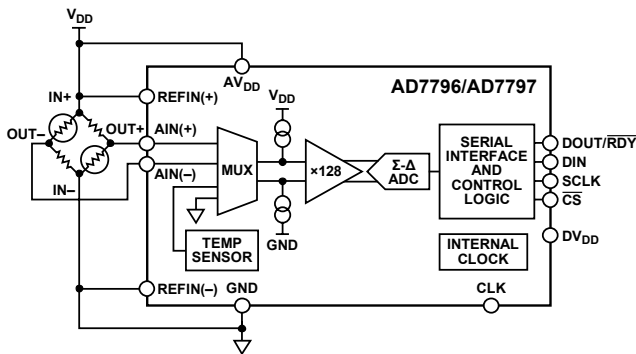 VDD
AVDD
AD7796/AD7797
IN+
REFIN(+)
VDD
OUT–
OUT+
AIN(+)
AIN(–)
MUX
×128
Σ-Δ
ADC
SERIAL
INTERFACE
AND
CONTROL
LOGIC
DOUT/RDY
DIN
SCLK
CS
IN–
GND
TEMP
SENSOR
INTERNAL
CLOCK
DVDD
REFIN(–)
GND
CLK